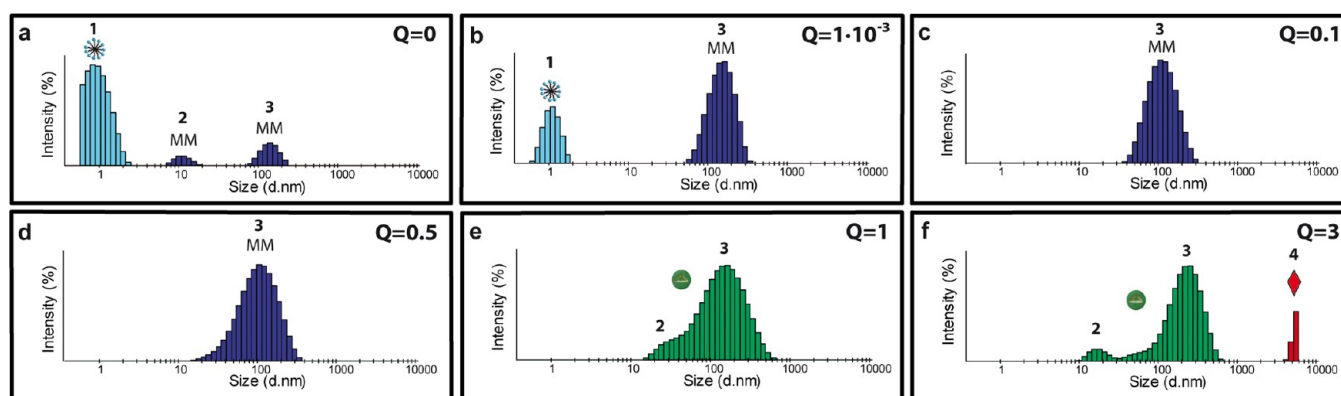 a
Q=0
1
2
MM
3
MM
Intensity (%)
1
10
100
1000
10000
Size (d.nm)
b
Q=1·10⁻³
1
3
MM
Intensity (%)
1
10
100
1000
10000
Size (d.nm)
c
Q=0.1
3
MM
Intensity (%)
1
10
100
1000
10000
Size (d.nm)
d
Q=0.5
3
MM
Intensity (%)
1
10
100
1000
10000
Size (d.nm)
e
Q=1
2
3
Intensity (%)
1
10
100
1000
10000
Size (d.nm)
f
Q=3
2
3
4
Intensity (%)
1
10
100
1000
10000
Size (d.nm)